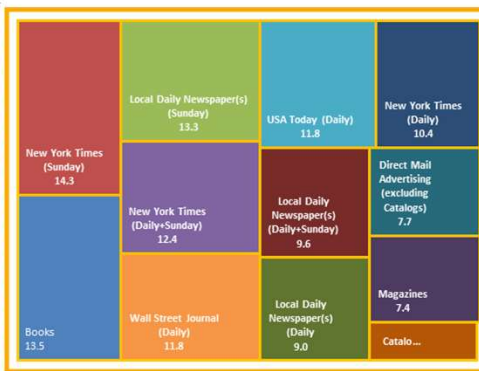 New York Times
(Sunday)
14.3
Books
13.5
Local Daily Newspaper(s)
(Sunday)
13.3
New York Times
(Daily+Sunday)
12.4
Wall Street Journal
(Daily)
11.8
USA Today (Daily)
11.8
Local Daily
Newspaper(s)
(Daily+Sunday)
9.6
Local Daily
Newspaper(s)
(Daily
9.0
New York Times
(Daily)
10.4
Direct Mail
Advertising
(excluding
Catalogs)
7.7
Magazines
7.4
Catalo...